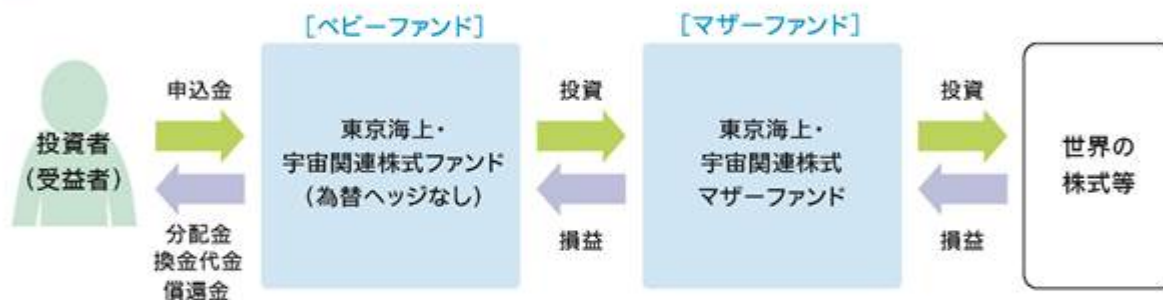 [ベビーファンド]
[マザーファンド]
投資者
(受益者)
申込金
分配金
換金代金
償還金
東京海上・
宇宙関連株式ファンド
(為替ヘッジなし)
投資
損益
東京海上・
宇宙関連株式
マザーファンド
投資
損益
世界の
株式等